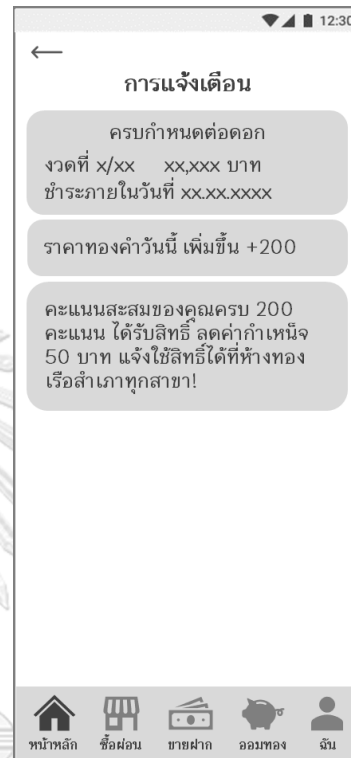 12:30
การแจ้งเตือน
ครบกำหนดต่อดอก
งวดที่ x/xx xx,xxx บาท
ชำระภายในวันที่ xx.xx.xxxx
ราคาทองคำวันนี้ เพิ่มขึ้น +200
คะแนนสะสมของคุณครบ 200
คะแนน ได้รับสิทธิ์ ลดค่ากำเหน็จ
50 บาท แจ้งใช้สิทธิ์ได้ที่ห้างทอง
เรือสำเภาทุกสาขา!
หน้าหลัก ซื้อผ่อน ขายฝาก ออมทอง ฉัน